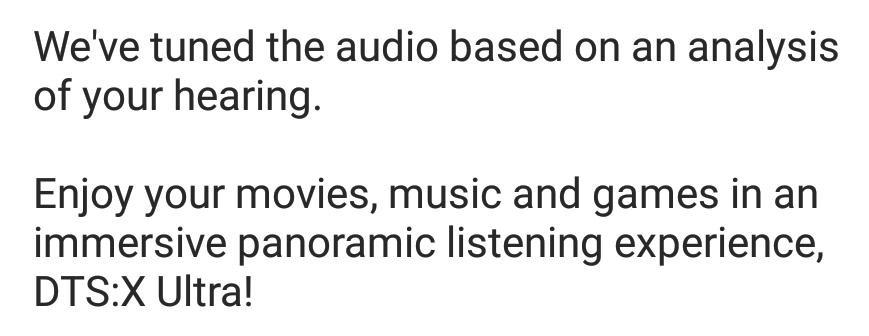 We've tuned the audio based on an analysis
of your hearing.
Enjoy your movies, music and games in an
immersive panoramic listening experience,
DTS:X Ultra!